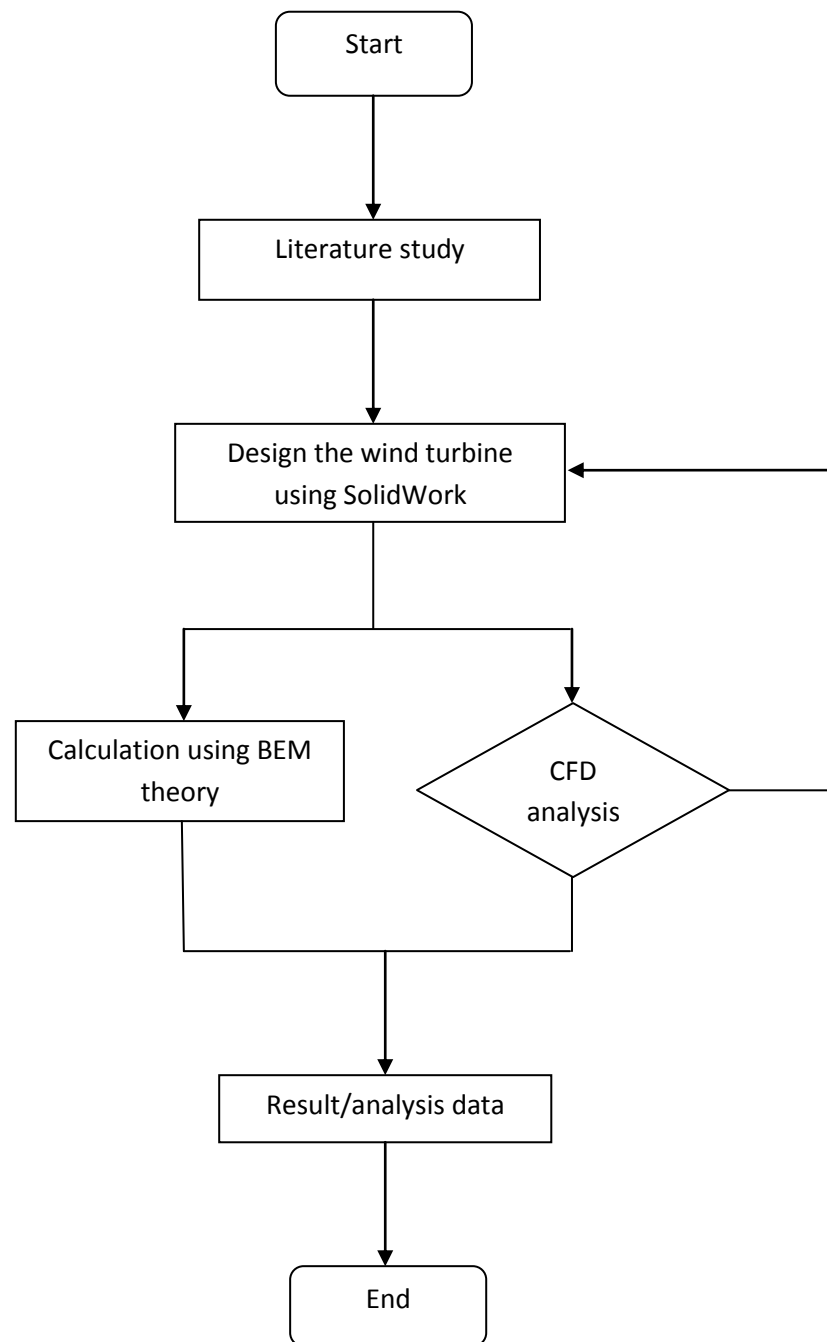 Start
Literature study
Design the wind turbine
using SolidWork
Calculation using BEM
theory
CFD
analysis
Result/analysis data
End